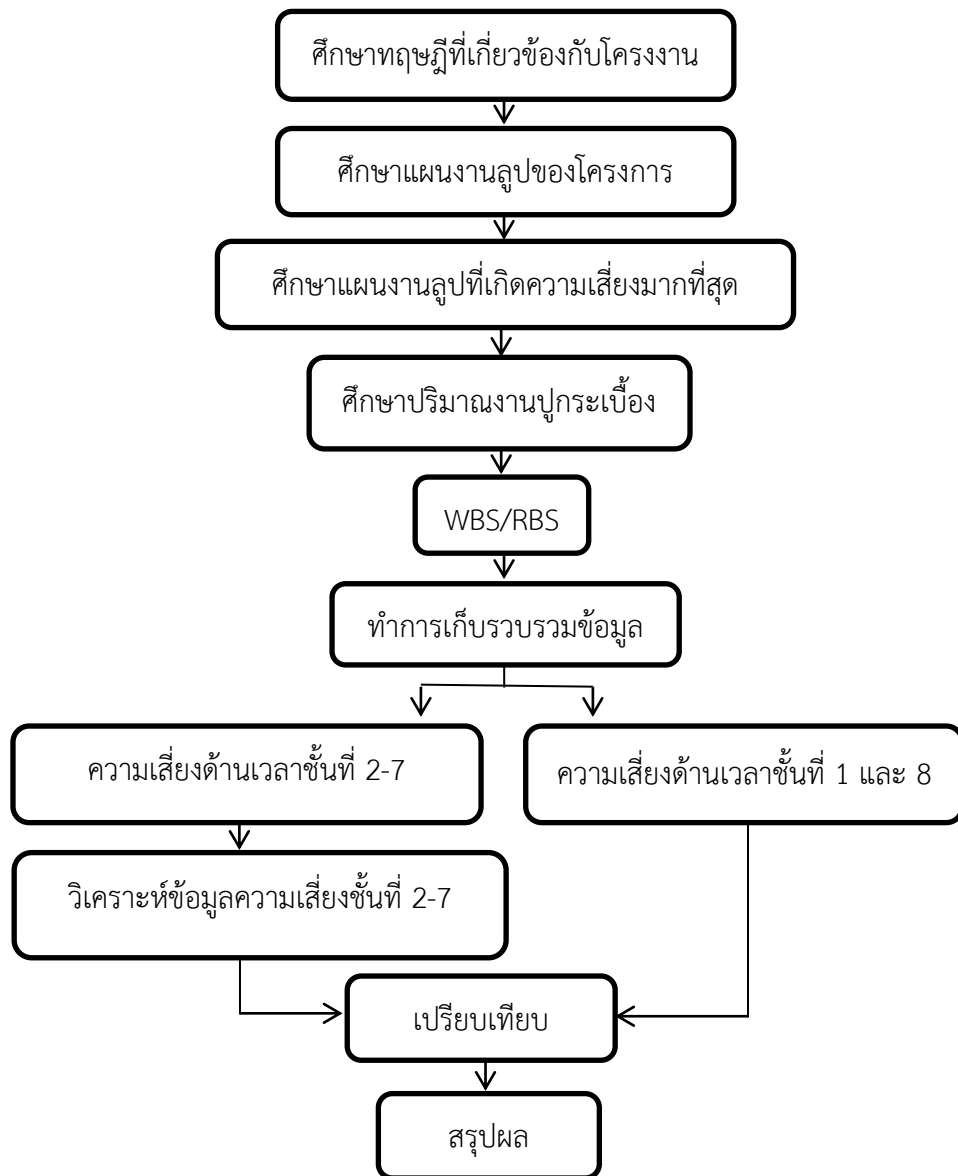 ศึกษาทฤษฎีที่เกี่ยวข้องกับโครงงาน
ศึกษาแผนงานลูปของโครงการ
ศึกษาแผนงานลูปที่เกิดความเสี่ยงมากที่สุด
ศึกษาปริมาณงานปูกระเบื้อง
WBS/RBS
ทำการเก็บรวบรวมข้อมูล
ความเสี่ยงด้านเวลาชั้นที่ 2-7
ความเสี่ยงด้านเวลาชั้นที่ 1 และ 8
วิเคราะห์ข้อมูลความเสี่ยงชั้นที่ 2-7
เปรียบเทียบ
สรุปผล